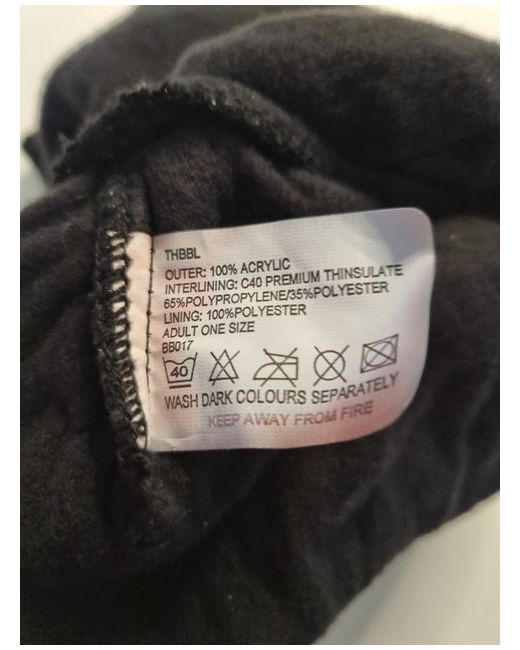 THBBL
OUTER: 100% ACRYLIC
INTERLINING: C40 PREMIUM THINSULATE
65%POLYPROPYLENE/35%POLYESTER
LINING: 100%POLYESTER
ADULT ONE SIZE
BB017
40
WASH DARK COLOURS SEPARATELY
KEEP AWAY FROM FIRE